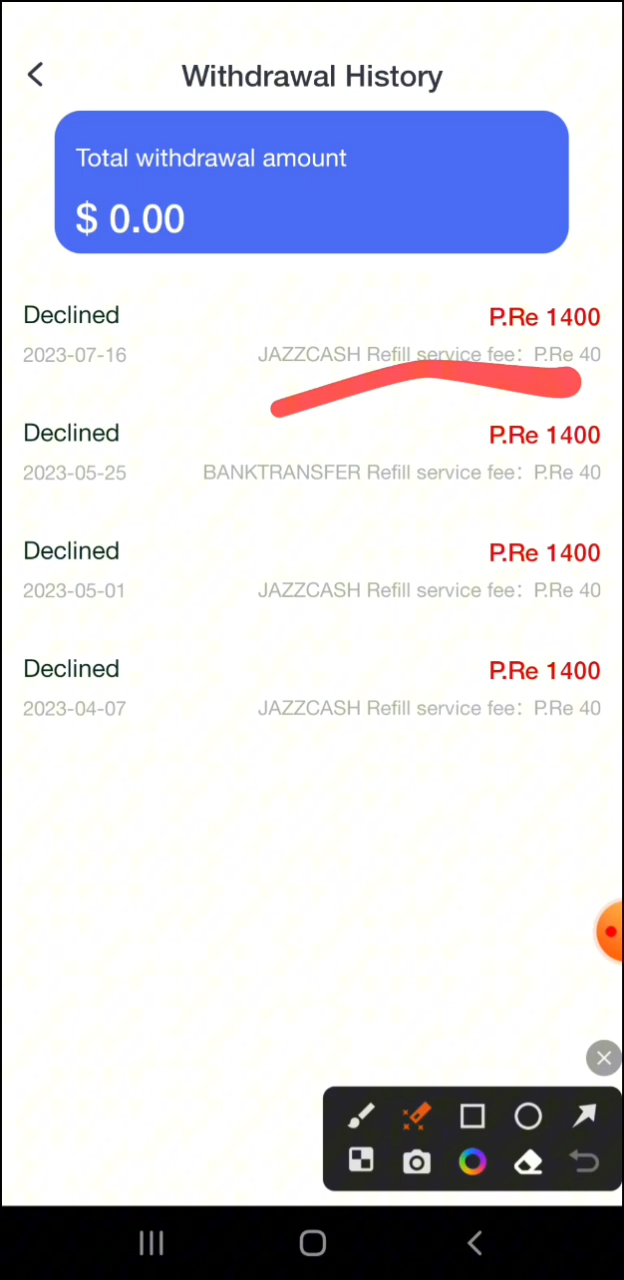 Withdrawal History
Total withdrawal amount
$ 0.00
Declined P.Re 1400
2023-07-16 JAZZCASH Refill service fee: P.Re 40
Declined P.Re 1400
2023-05-25 BANKTRANSFER Refill service fee: P.Re 40
Declined P.Re 1400
2023-05-01 JAZZCASH Refill service fee: P.Re 40
Declined P.Re 1400
2023-04-07 JAZZCASH Refill service fee: P.Re 40